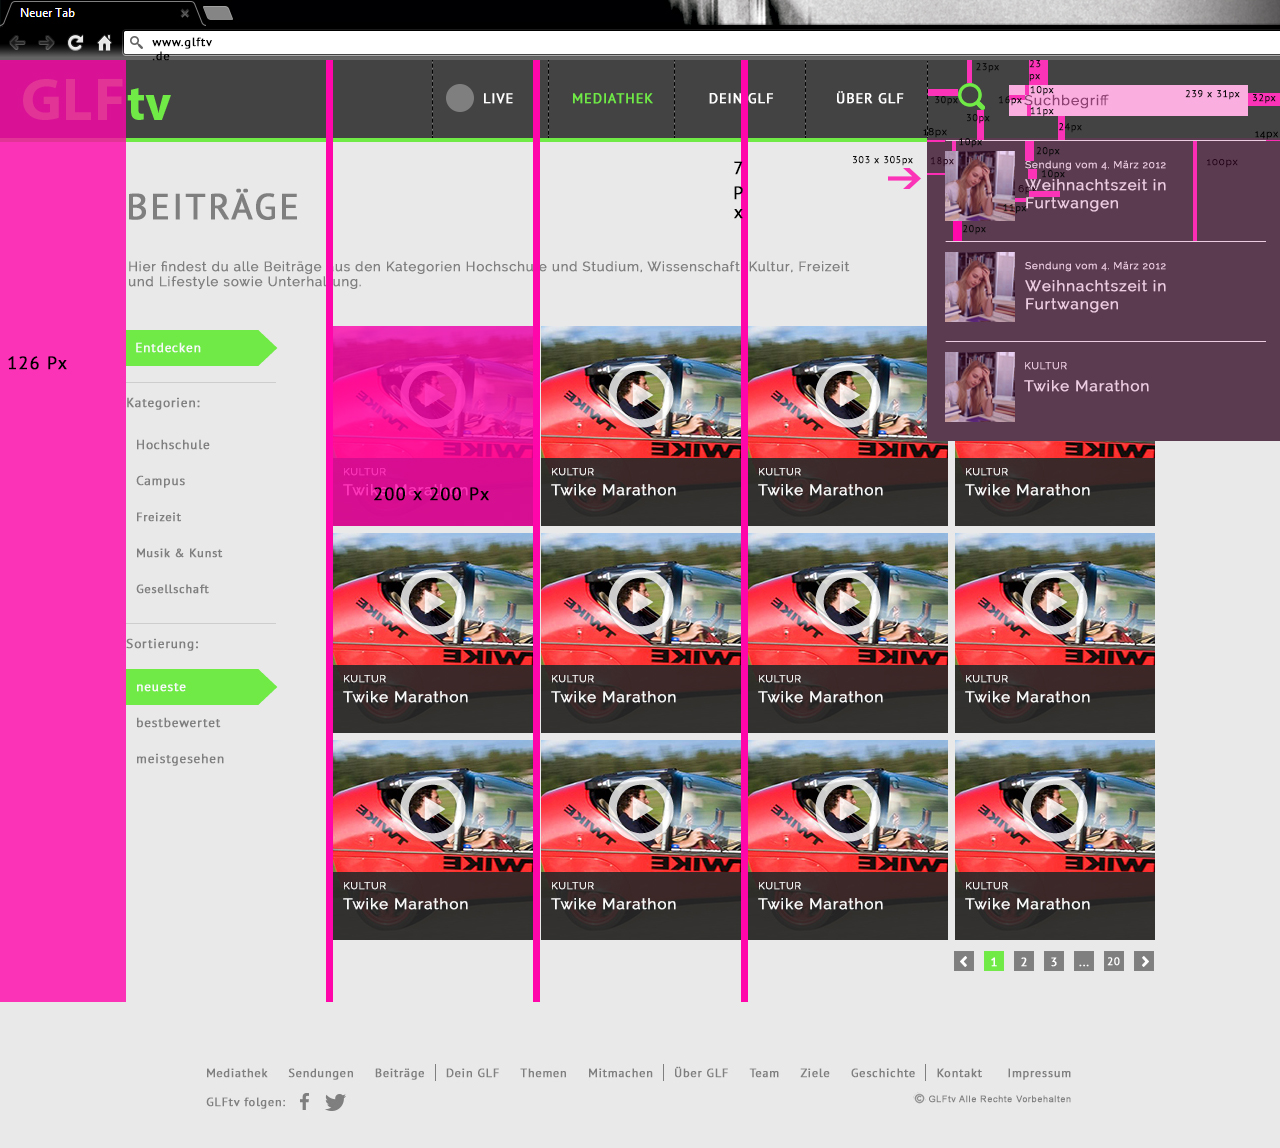 Neuer Tab
www.glftv
.de
GLFtv
LIVE
MEDIATHEK
DEIN GLF
ÜBER GLF
23px
23
px
30px
16px
10px
11px
Suchbegriff
239 x 31px
32px
30px
24px
18px
14px
10px
303 x 305px
18px
20px
10px
100px
6px
11px
20px
Sendung vom 4. März 2012
Weihnachtszeit in
Furtwangen
Sendung vom 4. März 2012
Weihnachtszeit in
Furtwangen
KULTUR
Twike Marathon
7
P
x
BEITRÄGE
Hier findest du alle Beiträge aus den Kategorien Hochschule und Studium, Wissenschaft, Kultur, Freizeit
und Lifestyle sowie Unterhaltung.
126 Px
Entdecken
Kategorien:
Hochschule
Campus
Freizeit
Musik & Kunst
Gesellschaft
Sortierung:
neueste
bestbewertet
meistgesehen
KULTUR
Twike Marathon
200 x 200 Px
KULTUR
Twike Marathon
KULTUR
Twike Marathon
KULTUR
Twike Marathon
KULTUR
Twike Marathon
KULTUR
Twike Marathon
KULTUR
Twike Marathon
KULTUR
Twike Marathon
KULTUR
Twike Marathon
KULTUR
Twike Marathon
KULTUR
Twike Marathon
KULTUR
Twike Marathon
1 2 3 ... 20
Mediathek Sendungen Beiträge Dein GLF Themen Mitmachen Über GLF Team Ziele Geschichte Kontakt Impressum
GLFtv folgen:
© GLFtv Alle Rechte Vorbehalten